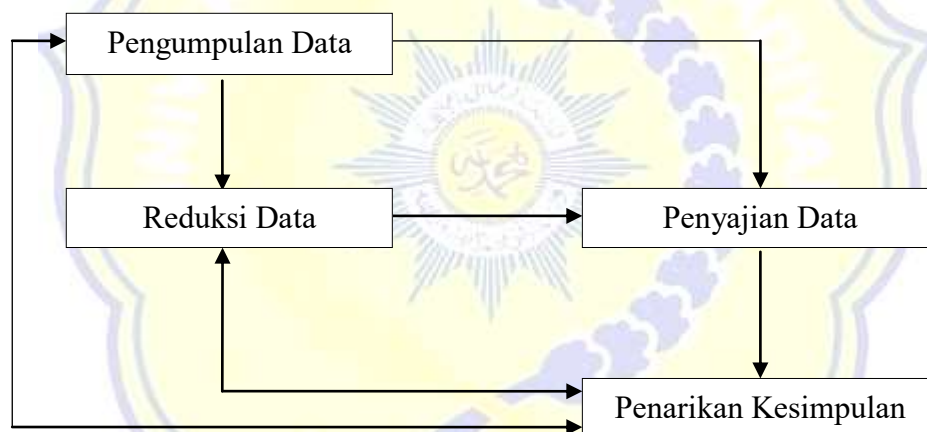 Pengumpulan Data
Reduksi Data
Penyajian Data
Penarikan Kesimpulan